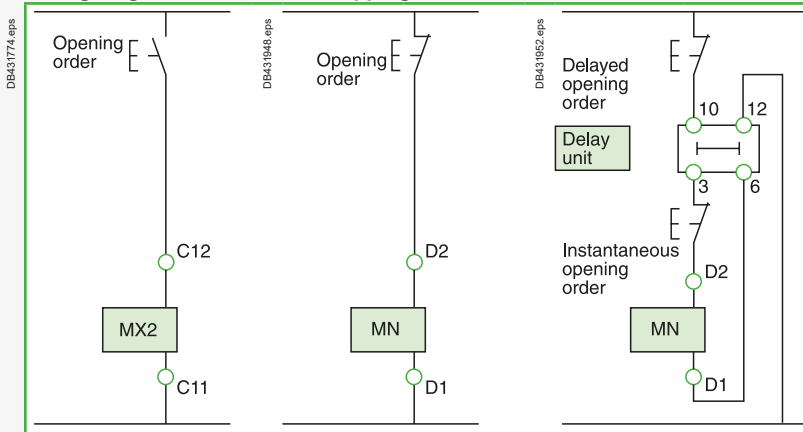 DB431774.eps
Opening
order
C12
MX2
C11
DB431948.eps
Opening
order
D2
MN
D1
DB431952.eps
Delayed
opening
order
10
12
Delay
unit
3
6
Instantaneous
opening
order
D2
MN
D1